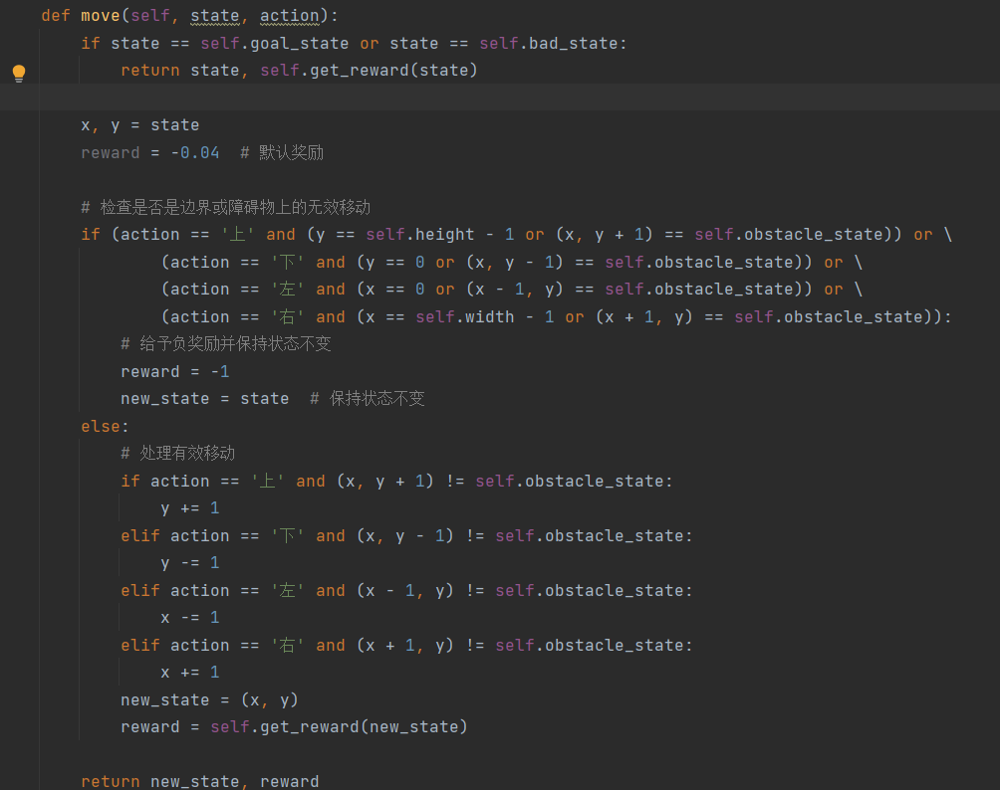 def move(self, state, action):
    if state == self.goal_state or state == self.bad_state:
        return state, self.get_reward(state)
    x, y = state
    reward = -0.04  # 默认奖励
    # 检查是否是边界或障碍物上的无效移动
    if (action == '上' and (y == self.height - 1 or (x, y + 1) == self.obstacle_state)) or \
            (action == '下' and (y == 0 or (x, y - 1) == self.obstacle_state)) or \
            (action == '左' and (x == 0 or (x - 1, y) == self.obstacle_state)) or \
            (action == '右' and (x == self.width - 1 or (x + 1, y) == self.obstacle_state)):
        # 给予负奖励并保持状态不变
        reward = -1
        new_state = state  # 保持状态不变
    else:
        # 处理有效移动
        if action == '上' and (x, y + 1) != self.obstacle_state:
            y += 1
        elif action == '下' and (x, y - 1) != self.obstacle_state:
            y -= 1
        elif action == '左' and (x - 1, y) != self.obstacle_state:
            x -= 1
        elif action == '右' and (x + 1, y) != self.obstacle_state:
            x += 1
        new_state = (x, y)
        reward = self.get_reward(new_state)
    return new_state, reward